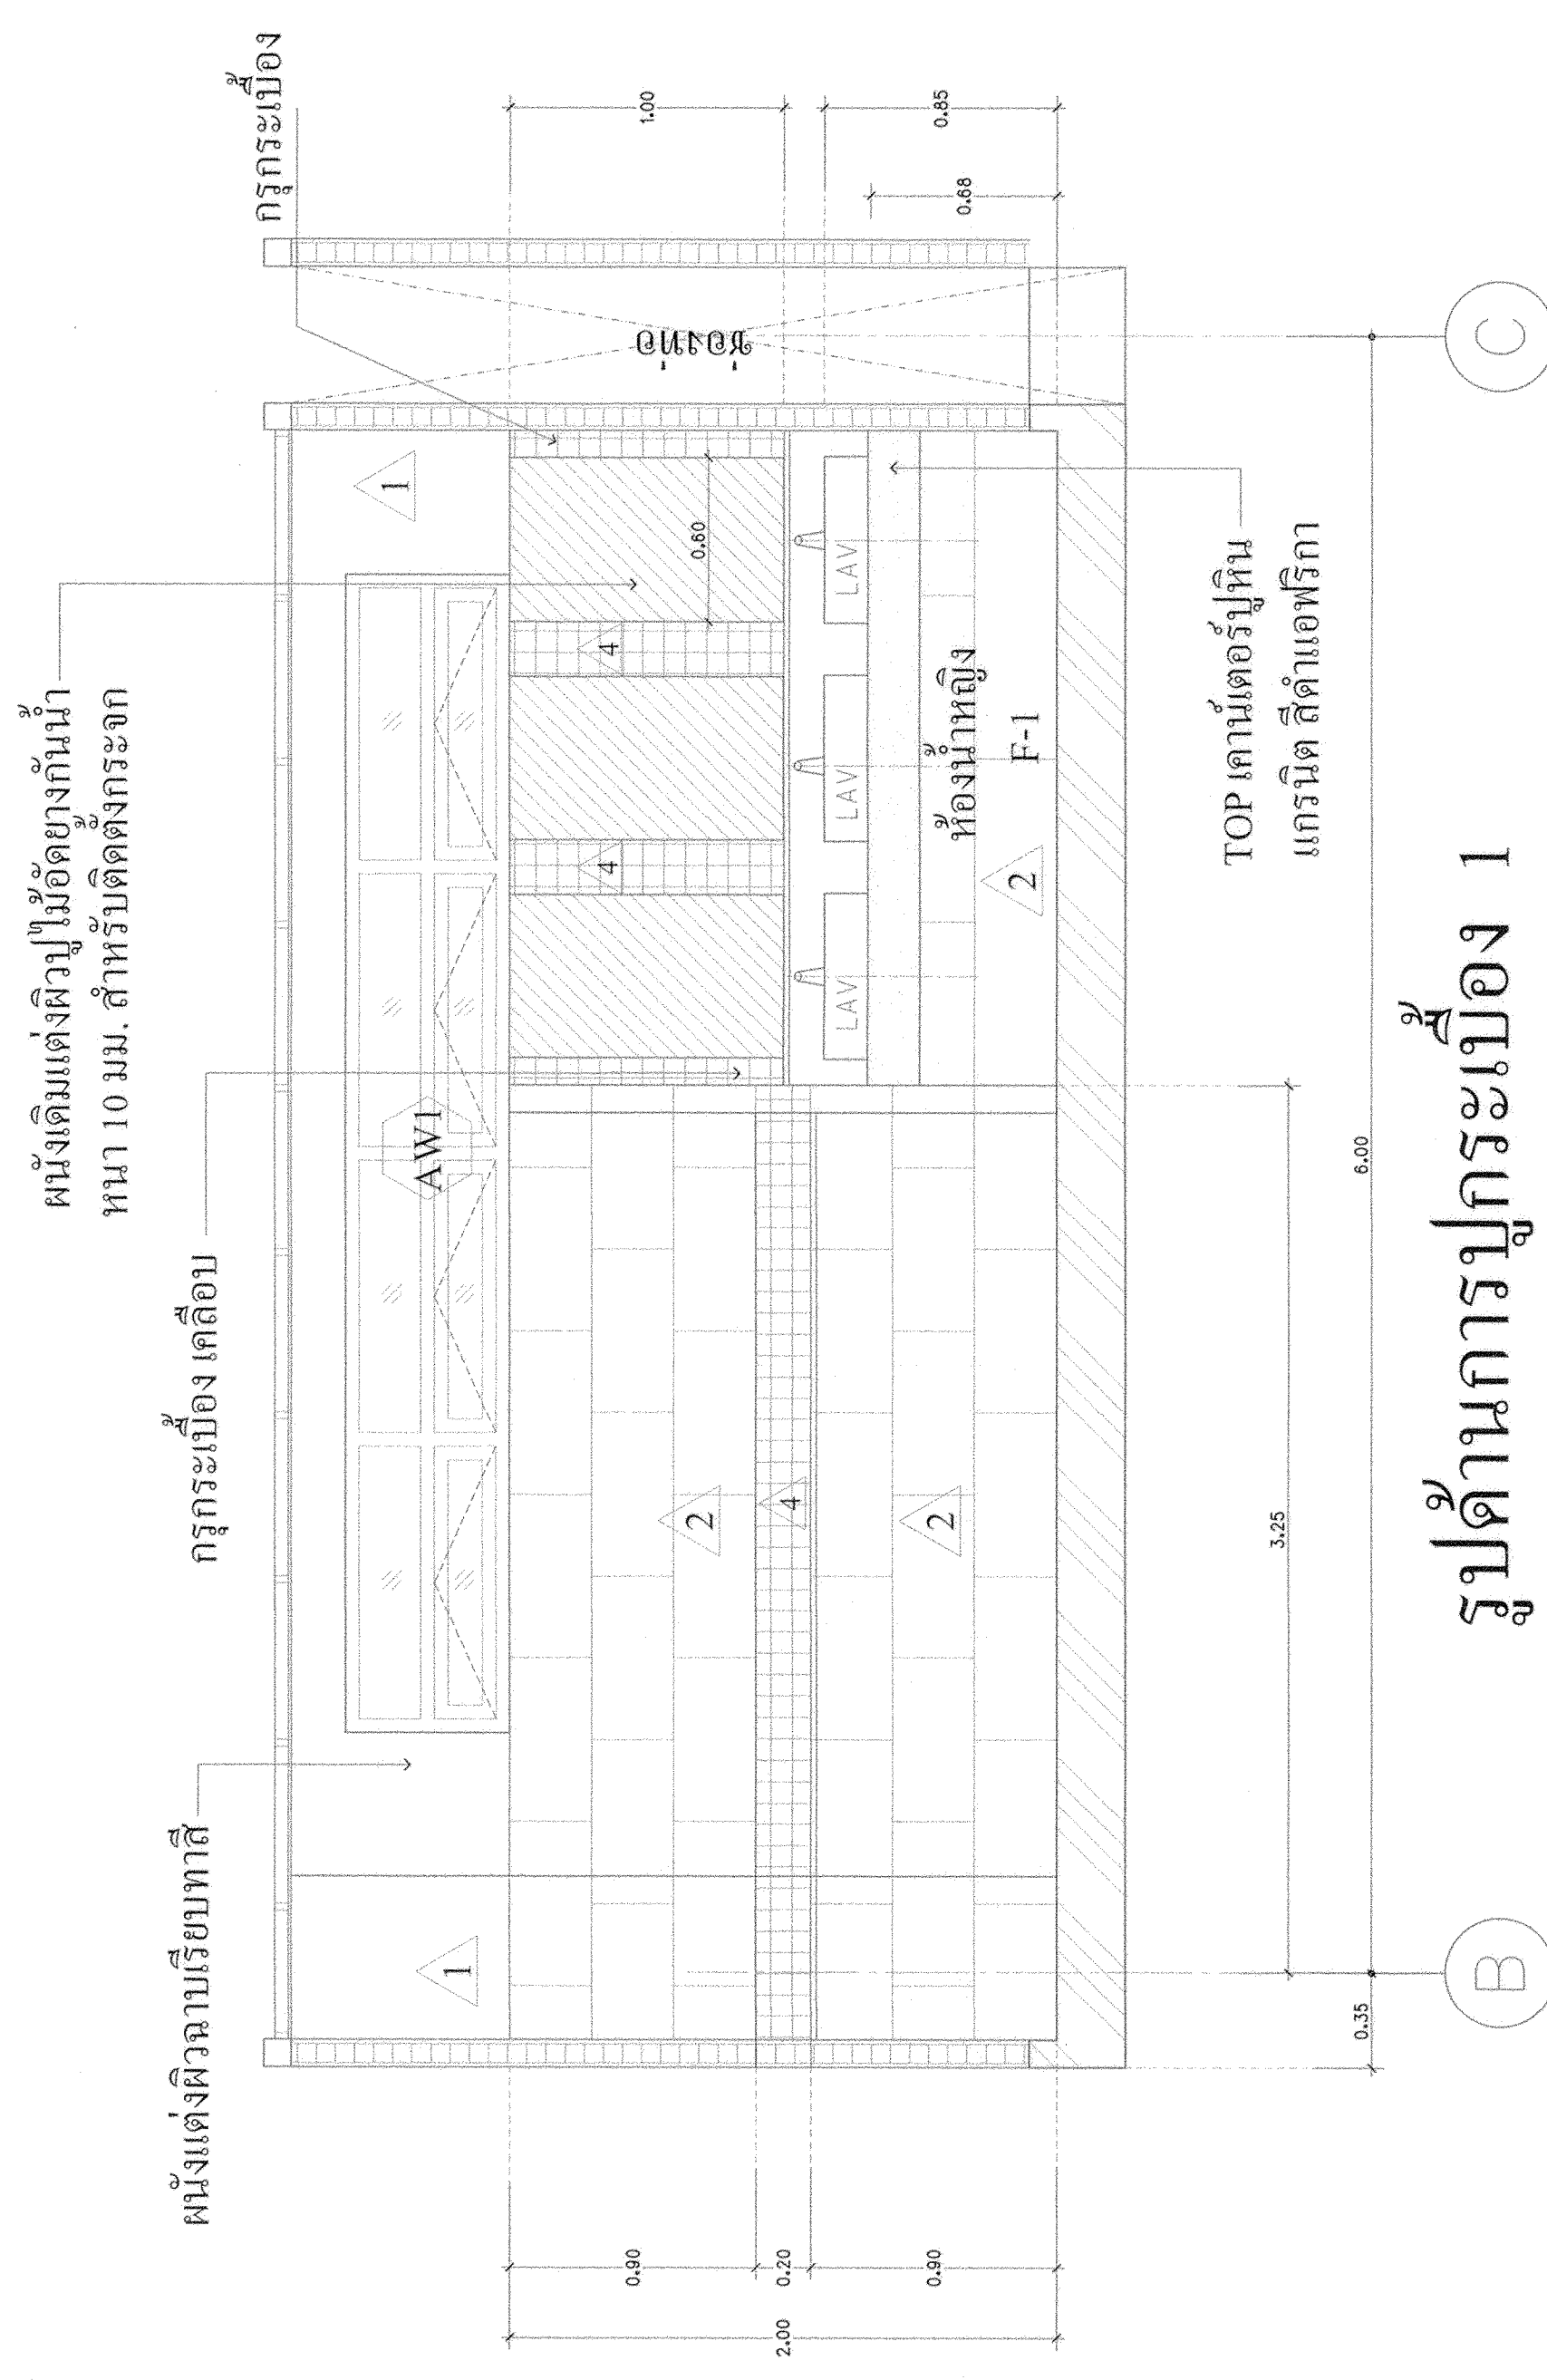 ผนังเดิมแต่งผิวปูไม้อัดยางกันน้ำ
หนา 10 มม. สำหรับติดตั้งกระจก
กรุกระเบื้อง
กรุกระเบื้อง เคลือบ
ผนังแต่งผิวฉาบเรียบทาสี
1
1
AW1
4
4
0.60
ช่องท่อ
1.00
0.85
0.68
LAV
LAV
LAV
ห้องน้ำหญิง
F-1
2
2
4
2
0.90
0.20
0.90
2.00
TOP เคาน์เตอร์ปูหิน
แกรนิต สีดำแอฟริกา
3.25
0.35
6.00
B
C
รูปด้านการปูกระเบื้อง 1